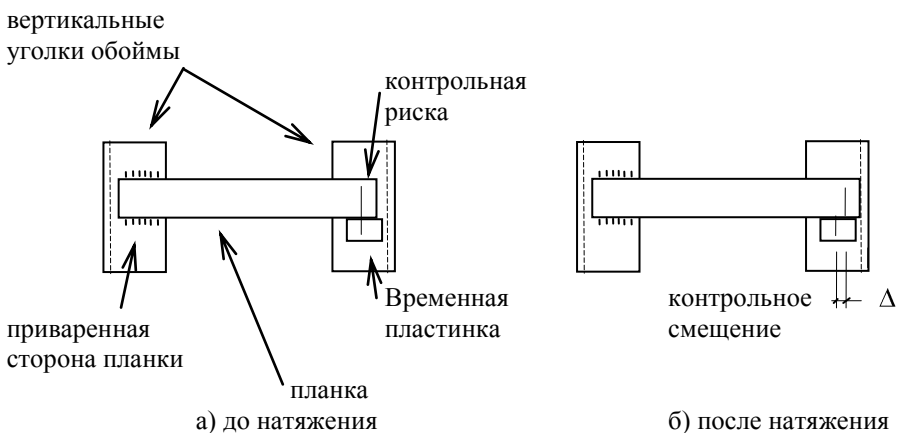 вертикальные
уголки обоймы
контрольная
риска
приваренная
сторона планки
планка
Временная
пластинка
а) до натяжения
контрольное
смещение
Δ
б) после натяжения